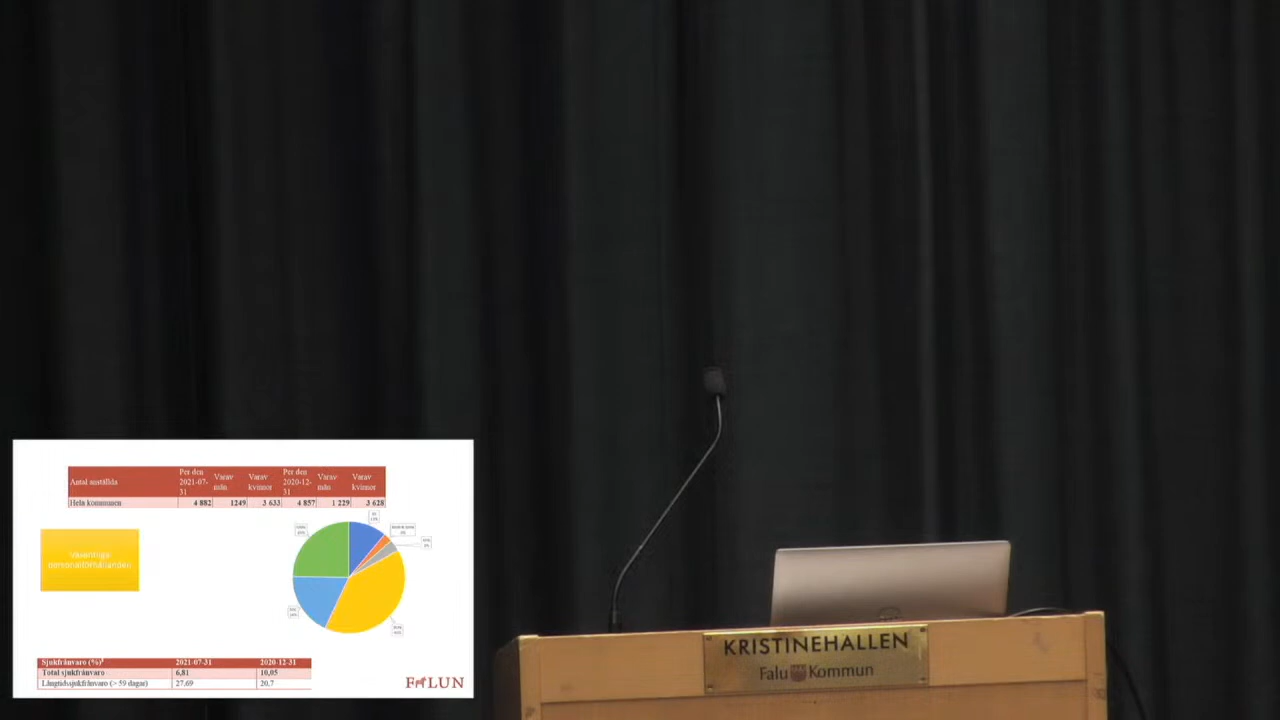 Antal anställda Per den 2021-07-31 Varav män Varav kvinnor Per den 2020-12-31 Varav män Varav kvinnor
Hela kommunen 4 882 1249 3 633 4 857 1 229 3 628
Väsentliga
personalförhållanden
Sjukfrånvaro (%) 2021-07-31 2020-12-31
Total sjukfrånvaro 6,81 10,05
Långtidssjukfrånvaro (> 59 dagar) 27,69 20,7
FALUN
KRISTINEHALLEN
Falu Kommun